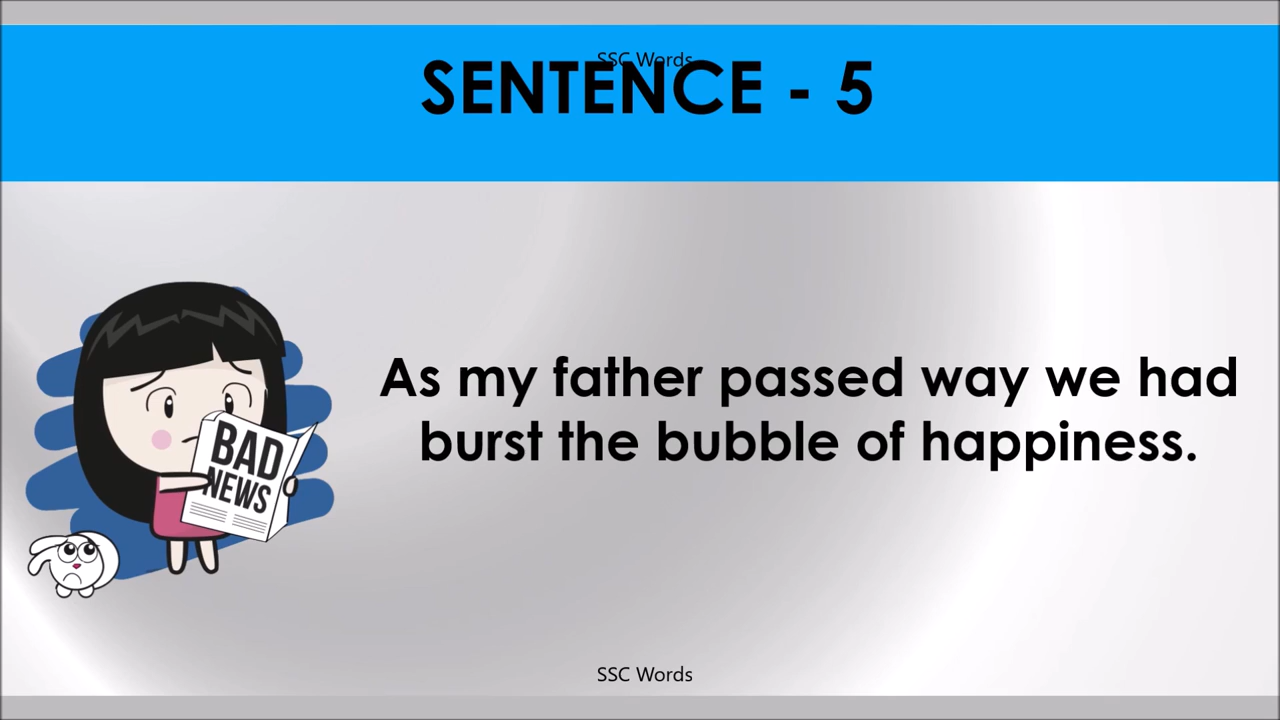 SSC Words
SENTENCE - 5
As my father passed way we had
burst the bubble of happiness.
BAD
NEWS
SSC Words